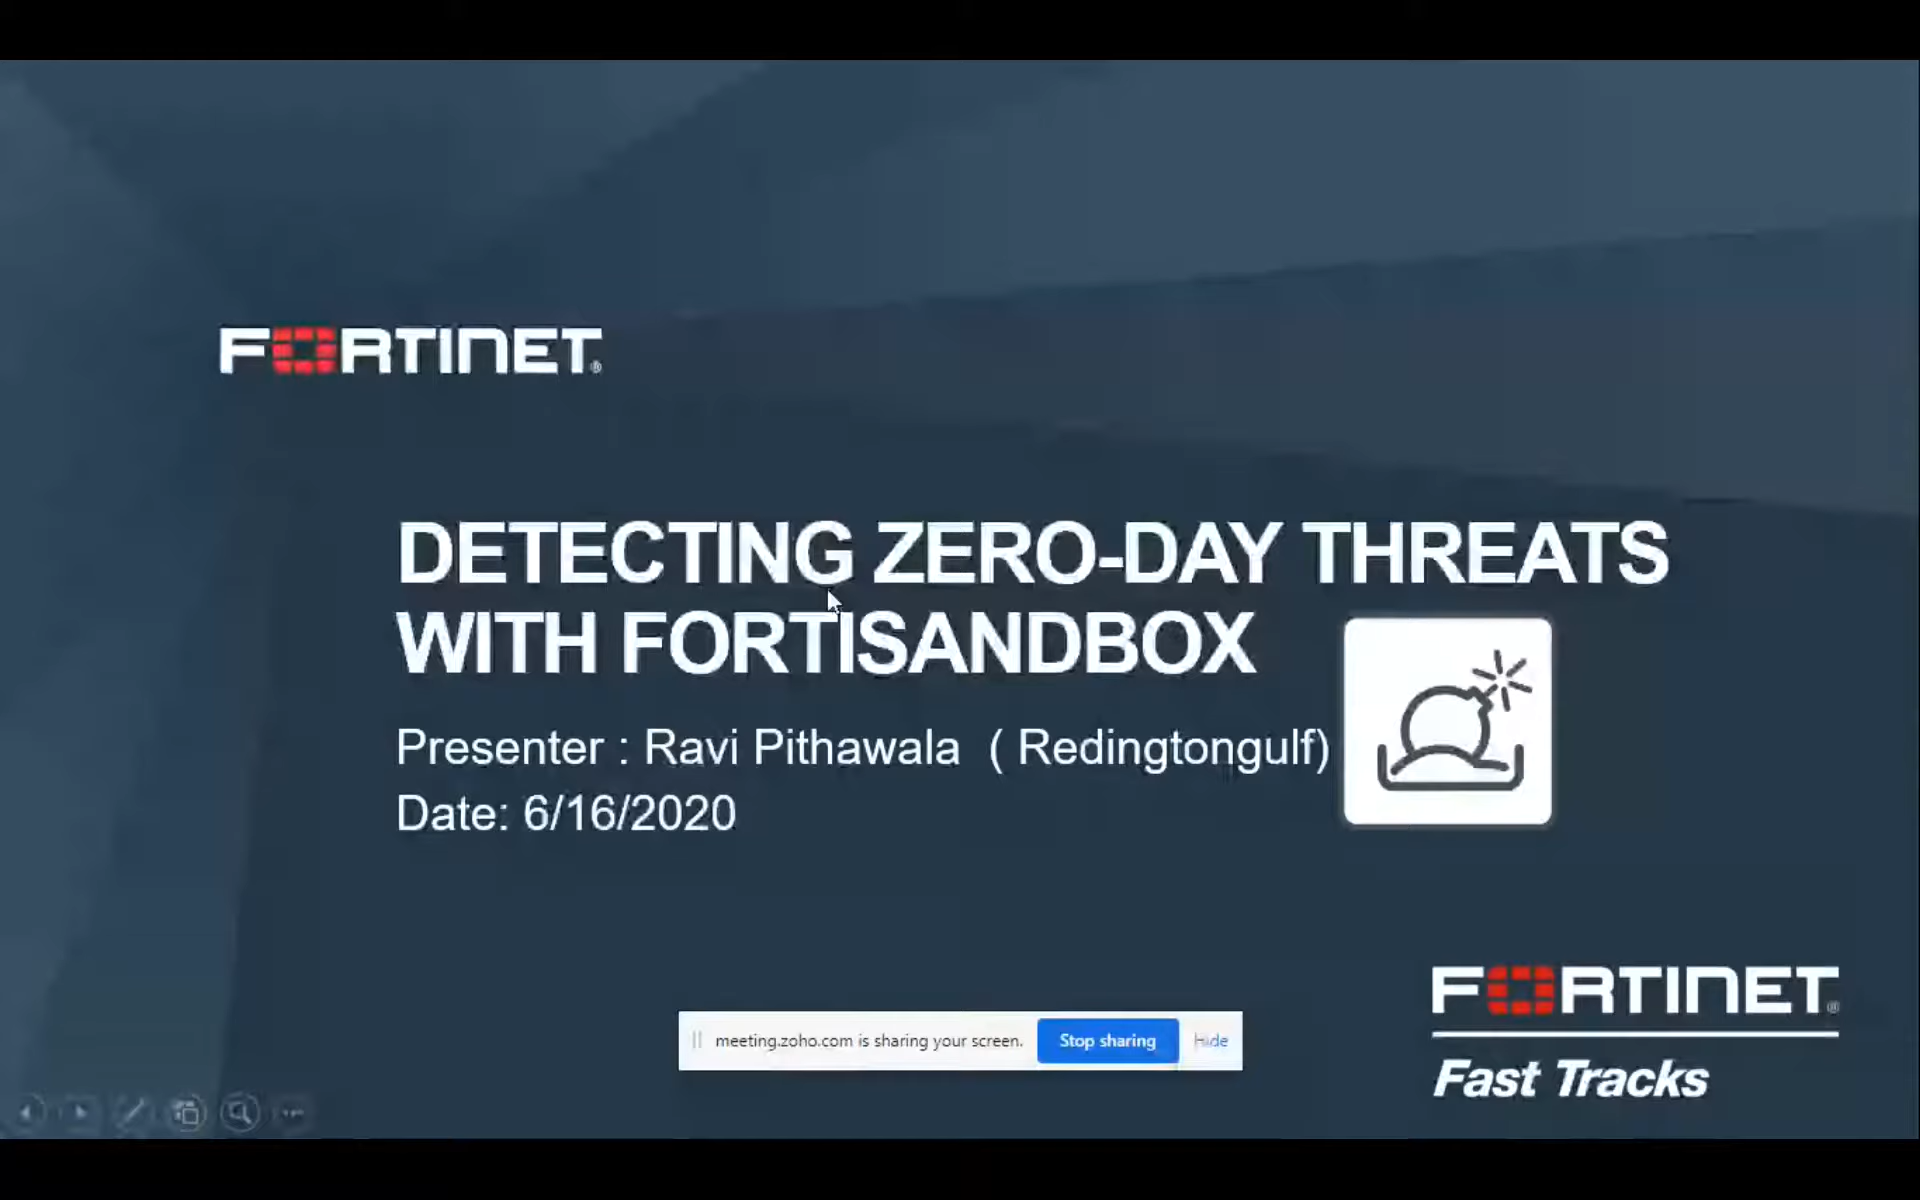 FORTINET®
DETECTING ZERO-DAY THREATS
WITH FORTISANDBOX
Presenter : Ravi Pithawala ( Redingtongulf)
Date: 6/16/2020
meeting.zoho.com is sharing your screen. Stop sharing Hide
FORTINET®
Fast Tracks